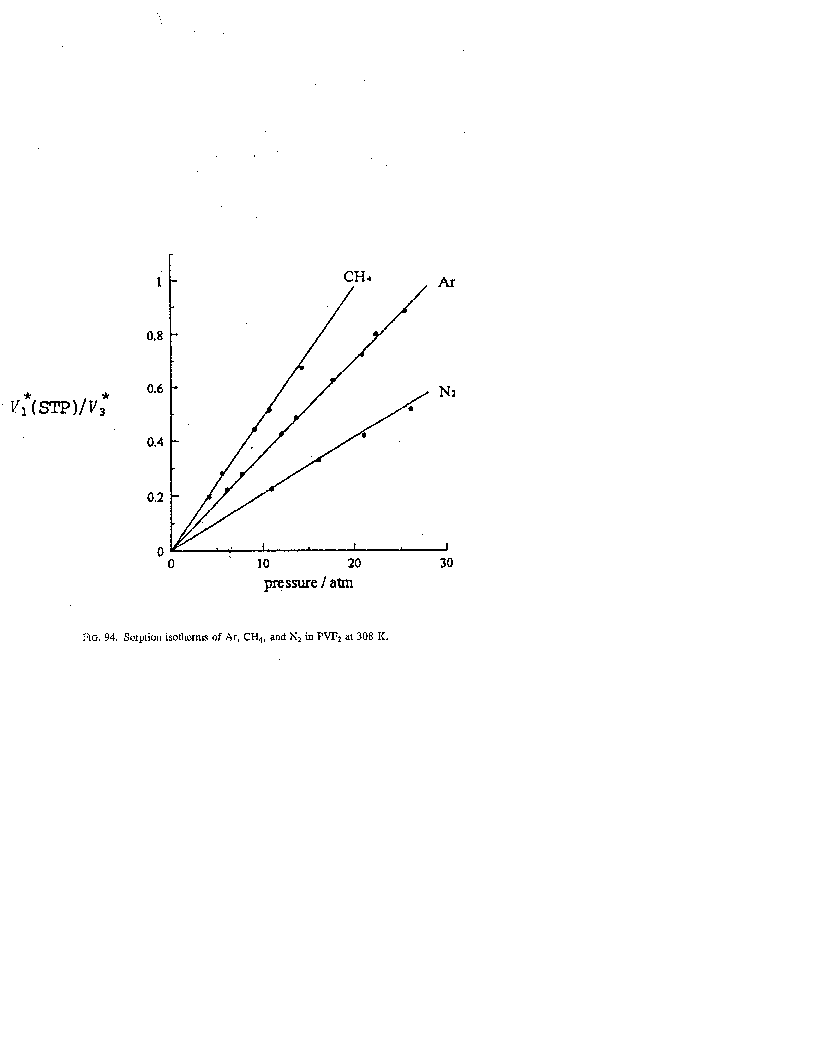 CH₄
Ar
N₂
1
0.8
0.6
0.4
0.2
0
V₁*(STP)/V₃*
0 10 20 30
pressure / atm
FIG. 94. Sorption isotherms of Ar, CH₄, and N₂ in PVF₂ at 308 K.